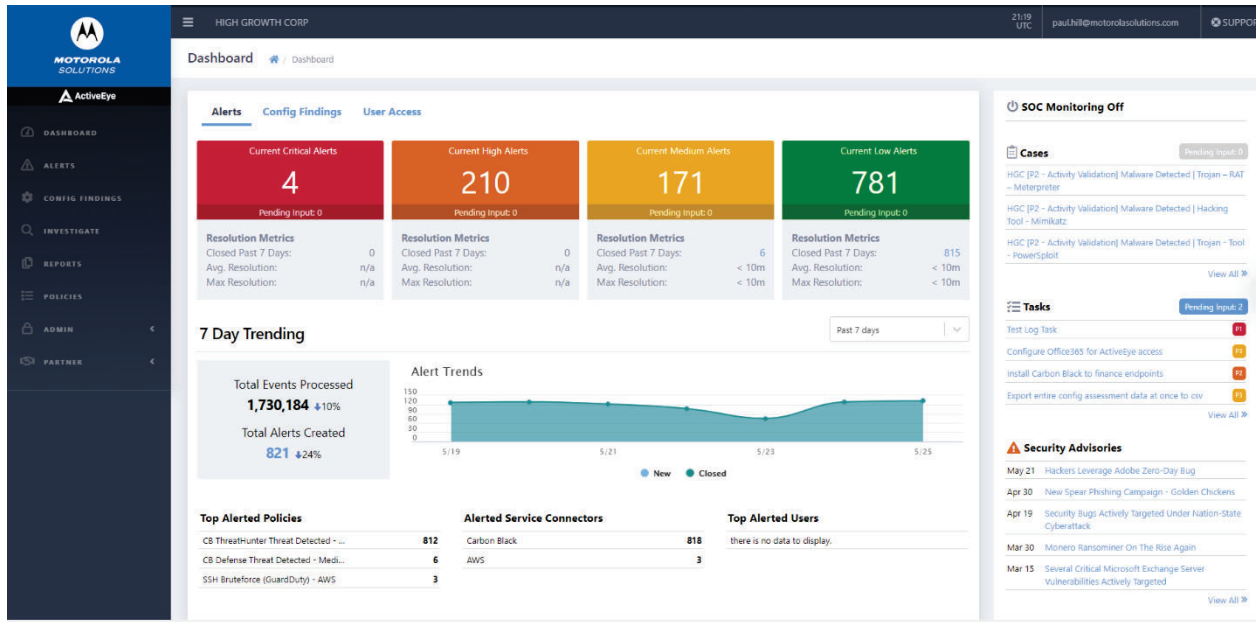 MOTOROLA
SOLUTIONS
ActiveEye
DASHBOARD
ALERTS
CONFIG FINDINGS
INVESTIGATE
REPORTS
POLICIES
ADMIN
PARTNER
HIGH GROWTH CORP
21:19
UTC
paul.hill@motorolasolutions.com
SUPPOR
Dashboard / Dashboard
Alerts Config Findings User Access
Current Critical Alerts
4
Pending Input: 0
Resolution Metrics
Closed Past 7 Days: 0
Avg. Resolution: n/a
Max Resolution: n/a
Current High Alerts
210
Pending Input: 0
Resolution Metrics
Closed Past 7 Days: 0
Avg. Resolution: n/a
Max Resolution: n/a
Current Medium Alerts
171
Pending Input: 0
Resolution Metrics
Closed Past 7 Days: 6
Avg. Resolution: < 10m
Max Resolution: < 10m
Current Low Alerts
781
Pending Input: 0
Resolution Metrics
Closed Past 7 Days: 815
Avg. Resolution: < 10m
Max Resolution: < 10m
7 Day Trending
Past 7 days
Total Events Processed
1,730,184 10%
Total Alerts Created
821 24%
Alert Trends
150
120
90
60
30
0
5/19 5/21 5/23 5/25
New Closed
Top Alerted Policies
CB ThreatHunter Threat Detected - ... 812
CB Defense Threat Detected - Medi... 6
SSH Bruteforce (GuardDuty) - AWS 3
Alerted Service Connectors
Carbon Black 818
AWS 3
Top Alerted Users
there is no data to display.
SOC Monitoring Off
Cases Pending Input: 0
HGC [P2 - Activity Validation] Malware Detected | Trojan – RAT
– Meterpreter
HGC [P2 - Activity Validation] Malware Detected | Hacking
Tool - Mimikatz
HGC [P2 - Activity Validation] Malware Detected | Trojan - Tool
- PowerSploit
View All
Tasks Pending Input: 2
Test Log Task P1
Configure Office365 for ActiveEye access P3
Install Carbon Black to finance endpoints P2
Export entire config assessment data at once to csv P3
View All
Security Advisories
May 21 Hackers Leverage Adobe Zero-Day Bug
Apr 30 New Spear Phishing Campaign - Golden Chickens
Apr 19 Security Bugs Actively Targeted Under Nation-State
Cyberattack
Mar 30 Monero Ransominer On The Rise Again
Mar 15 Several Critical Microsoft Exchange Server
Vulnerabilities Actively Targeted
View All